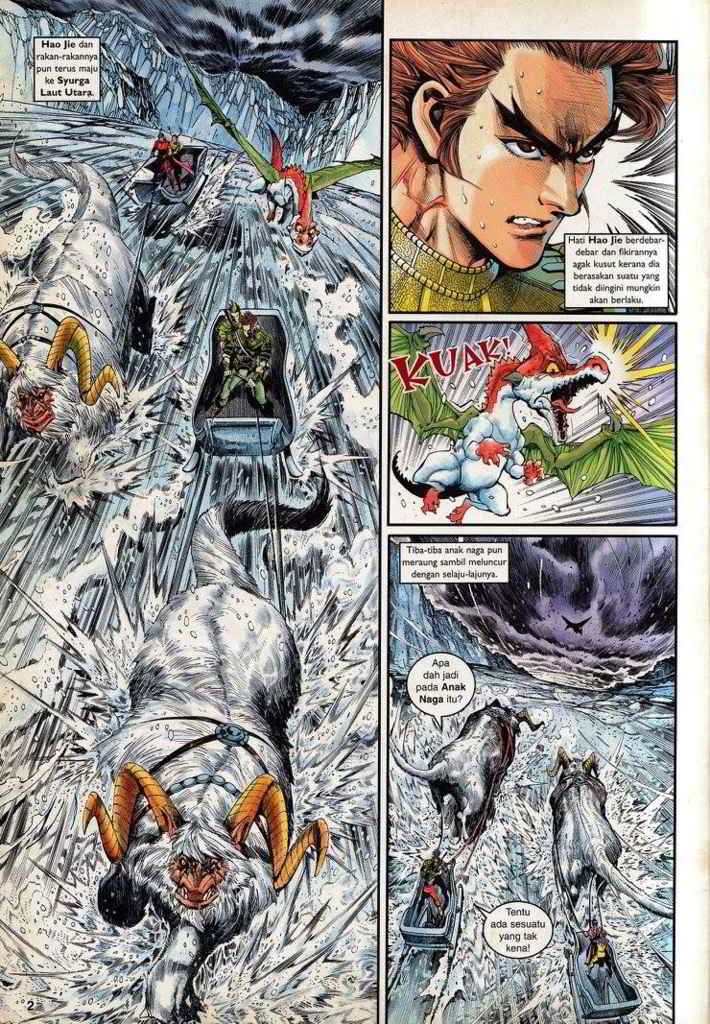 Hao Jie dan
rakan-rakannya
pun terus maju
ke Syurga
Laut Utara.
Hati Hao Jie berdebar-
debar dan fikirannya
agak kusut kerana dia
berasakan suatu yang
tidak diingini mungkin
akan berlaku.
KUAK!
Tiba-tiba anak naga pun
meraung sambil meluncur
dengan selaju-lajunya.
Apa
dah jadi
pada Anak
Naga itu?
Tentu
ada sesuatu
yang tak
kena!
2